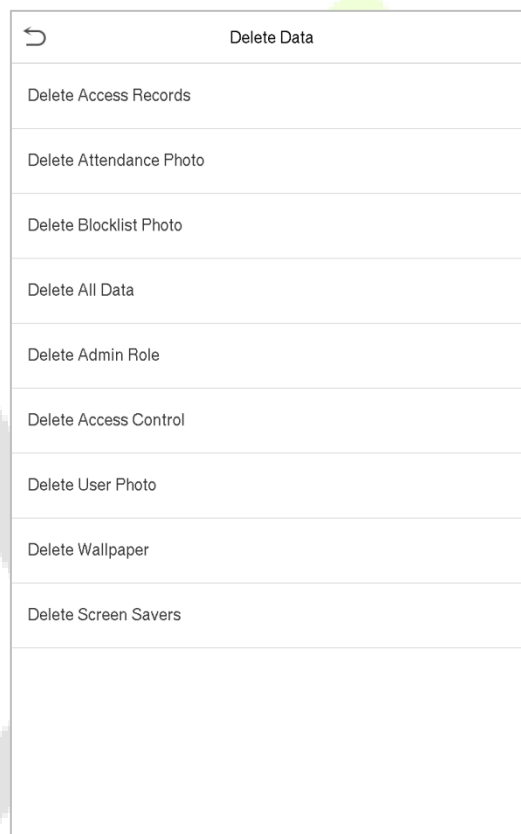 Delete Data
Delete Access Records
Delete Attendance Photo
Delete Blocklist Photo
Delete All Data
Delete Admin Role
Delete Access Control
Delete User Photo
Delete Wallpaper
Delete Screen Savers